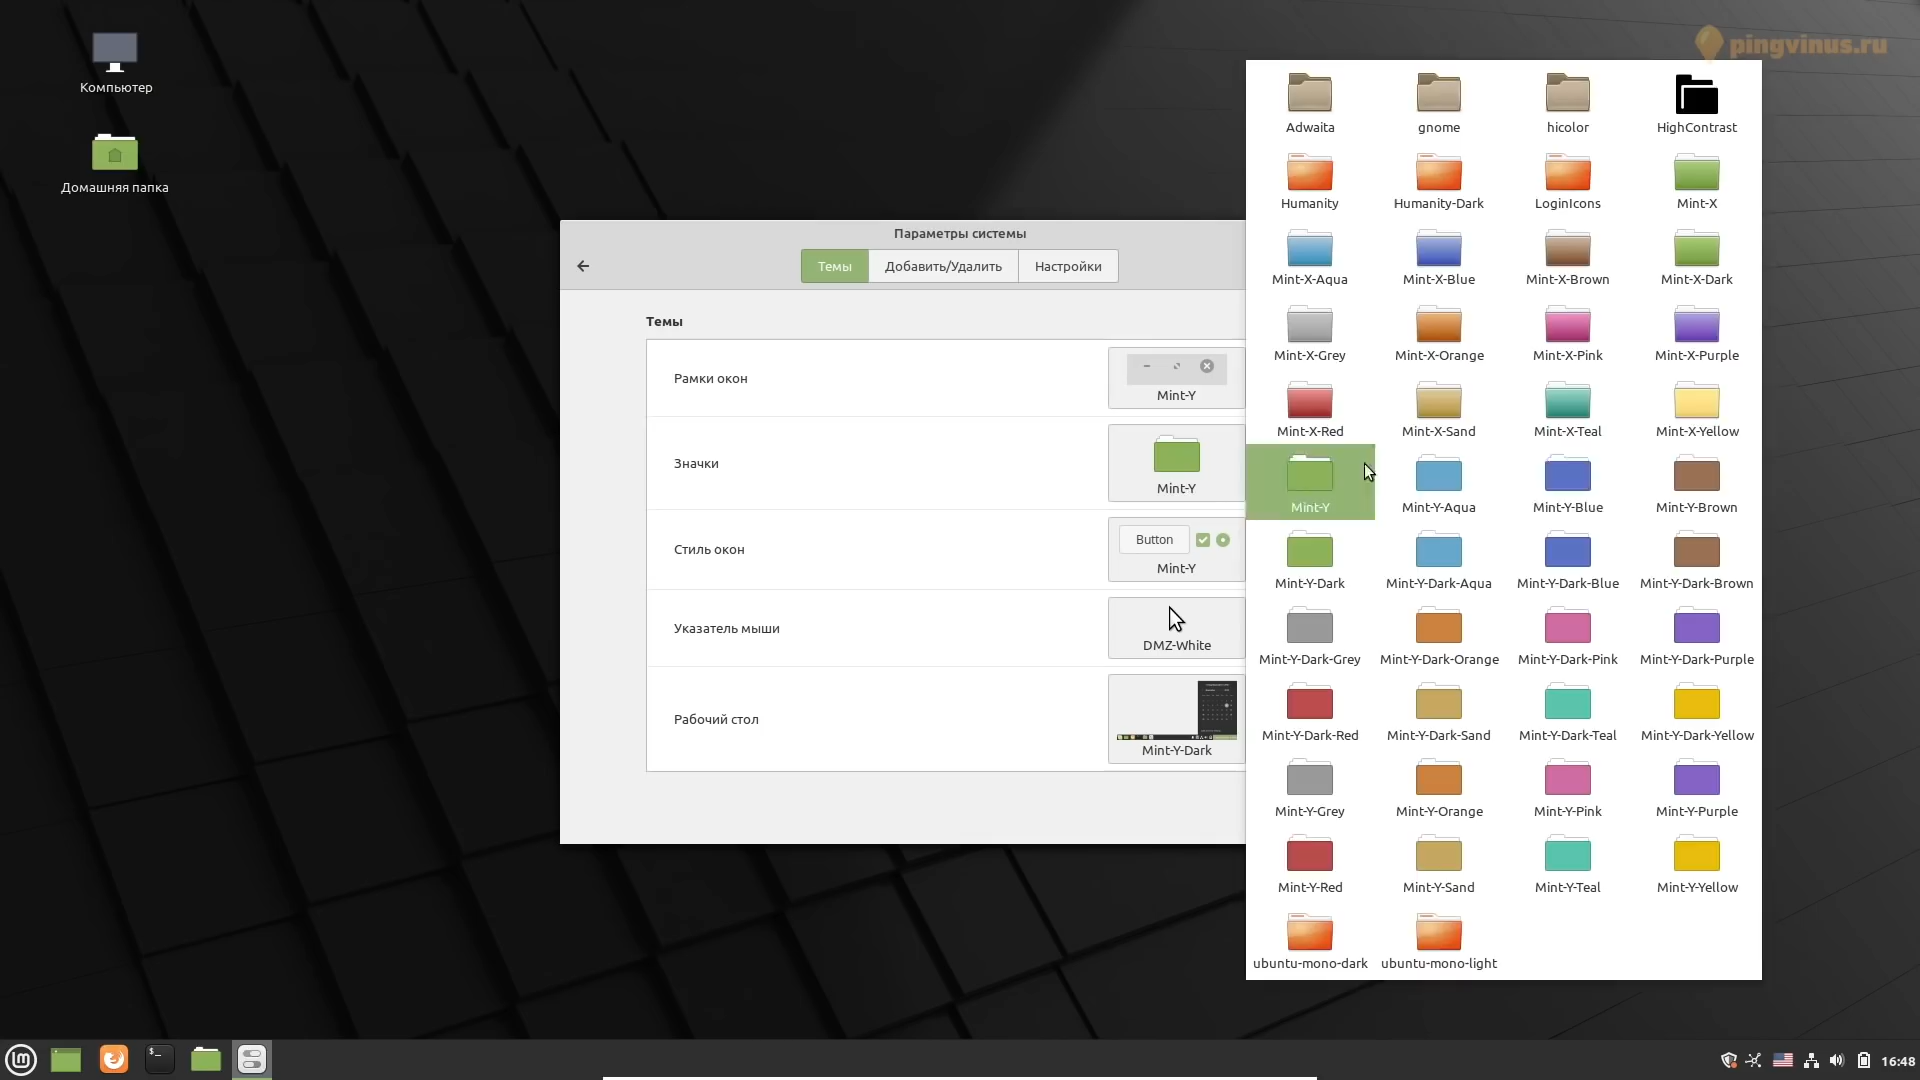 pingvinus.ru
Компьютер
Домашняя папка
Параметры системы
Темы
Добавить/Удалить
Настройки
Темы
Рамки окон
Mint-Y
Значки
Mint-Y
Стиль окон
Button
Mint-Y
Указатель мыши
DMZ-White
Рабочий стол
Mint-Y-Dark
Adwaita
gnome
hicolor
HighContrast
Humanity
Humanity-Dark
LoginIcons
Mint-X
Mint-X-Aqua
Mint-X-Blue
Mint-X-Brown
Mint-X-Dark
Mint-X-Grey
Mint-X-Orange
Mint-X-Pink
Mint-X-Purple
Mint-X-Red
Mint-X-Sand
Mint-X-Teal
Mint-X-Yellow
Mint-Y
Mint-Y-Aqua
Mint-Y-Blue
Mint-Y-Brown
Mint-Y-Dark
Mint-Y-Dark-Aqua
Mint-Y-Dark-Blue
Mint-Y-Dark-Brown
Mint-Y-Dark-Grey
Mint-Y-Dark-Orange
Mint-Y-Dark-Pink
Mint-Y-Dark-Purple
Mint-Y-Dark-Red
Mint-Y-Dark-Sand
Mint-Y-Dark-Teal
Mint-Y-Dark-Yellow
Mint-Y-Grey
Mint-Y-Orange
Mint-Y-Pink
Mint-Y-Purple
Mint-Y-Red
Mint-Y-Sand
Mint-Y-Teal
Mint-Y-Yellow
ubuntu-mono-dark
ubuntu-mono-light
$_
16:48